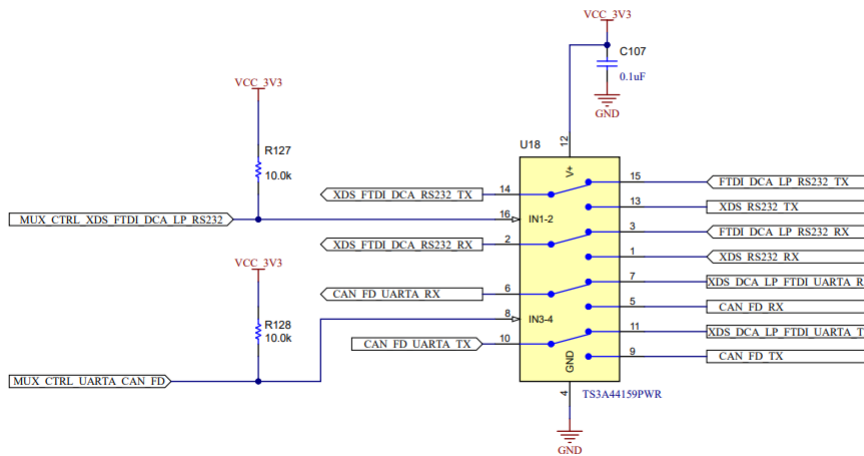 VCC_3V3
C107
0.1uF
GND
VCC_3V3
R127
10.0k
MUX_CTRL_XDS_FTDI_DCA_LP_RS232
U18
12
V+
XDS_FTDI_DCA_RS232_TX
14
15
FTDI_DCA_LP_RS232_TX
13
XDS_RS232_TX
16
IN1-2
XDS_FTDI_DCA_RS232_RX
2
3
FTDI_DCA_LP_RS232_RX
1
XDS_RS232_RX
VCC_3V3
R128
10.0k
MUX_CTRL_UARTA_CAN_FD
CAN_FD_UARTA_RX
6
7
XDS_DCA_LP_FTDI_UARTA_R
5
CAN_FD_RX
8
IN3-4
CAN_FD_UARTA_TX
10
11
XDS_DCA_LP_FTDI_UARTA_T
9
CAN_FD_TX
GND
4
TS3A44159PWR
GND